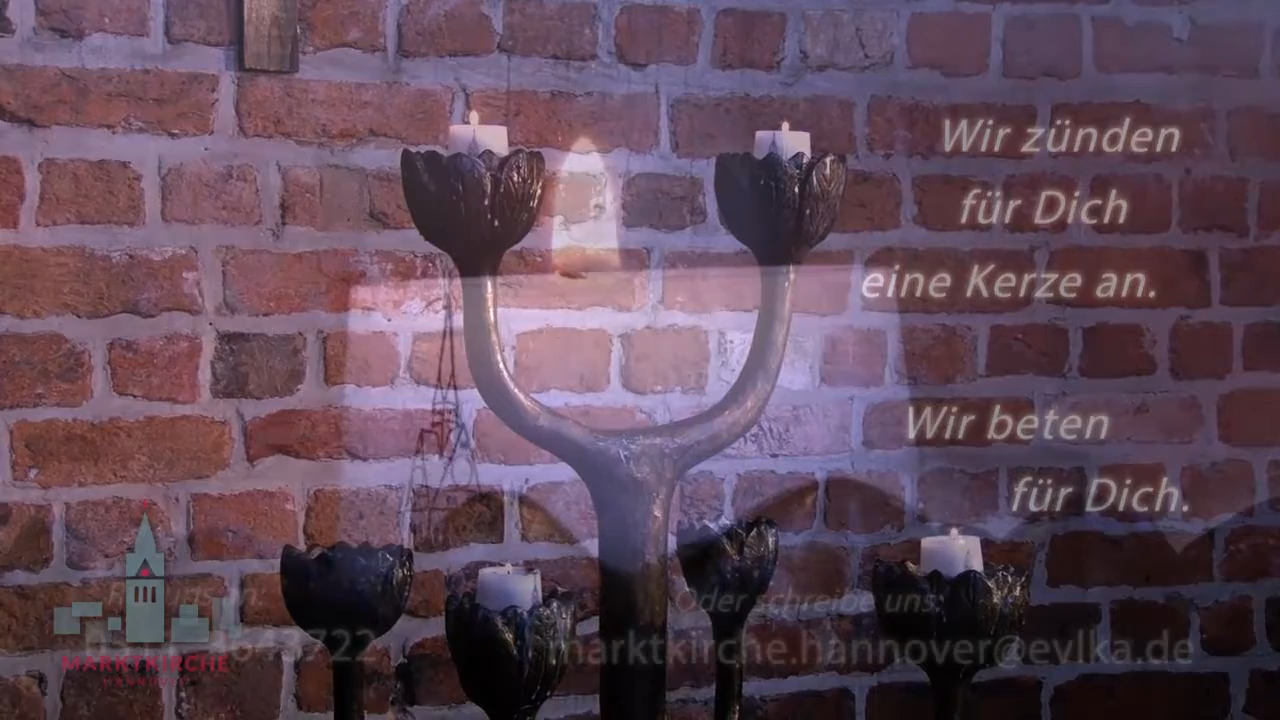 Wir zünden
für Dich
eine Kerze an.
Wir beten
für Dich.
Oder schreibe uns:
marktkirche.hannover@evlka.de
MARKTKIRCHE
HANNOVER